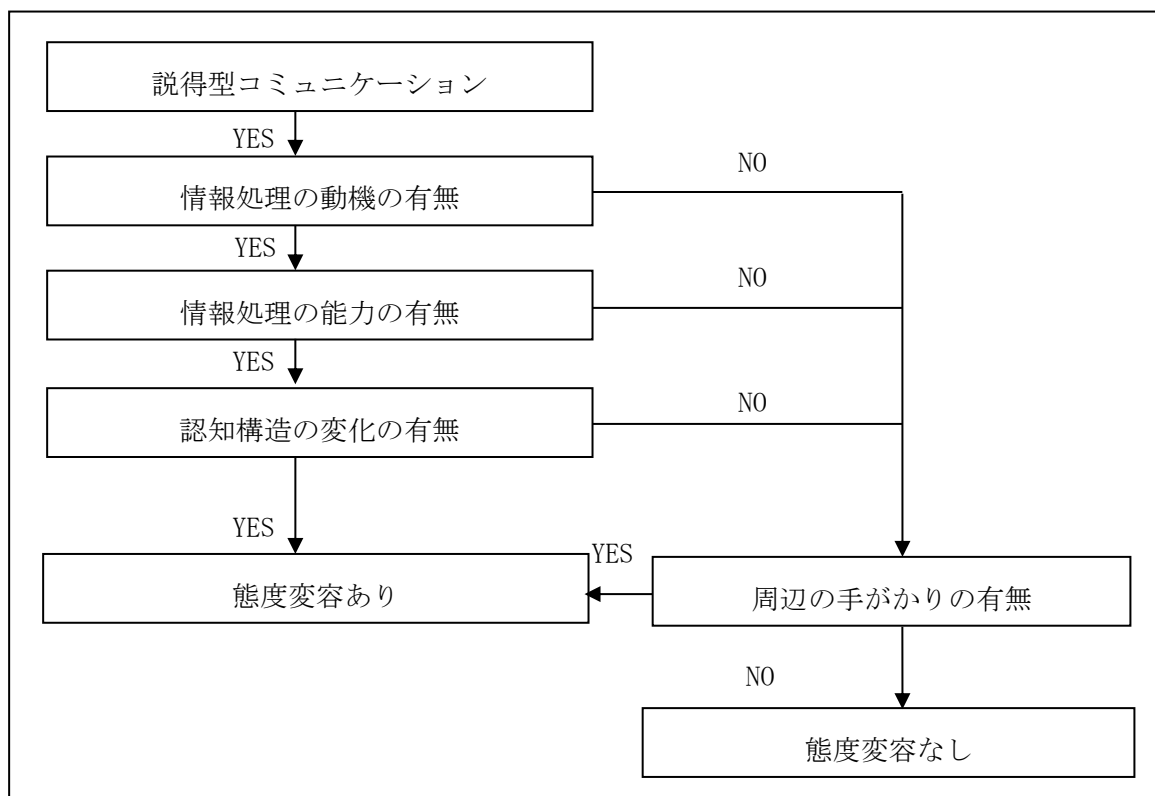 説得型コミュニケーション
YES
情報処理の動機の有無
NO
YES
情報処理の能力の有無
NO
YES
認知構造の変化の有無
NO
YES
態度変容あり
YES
周辺の手がかりの有無
NO
態度変容なし